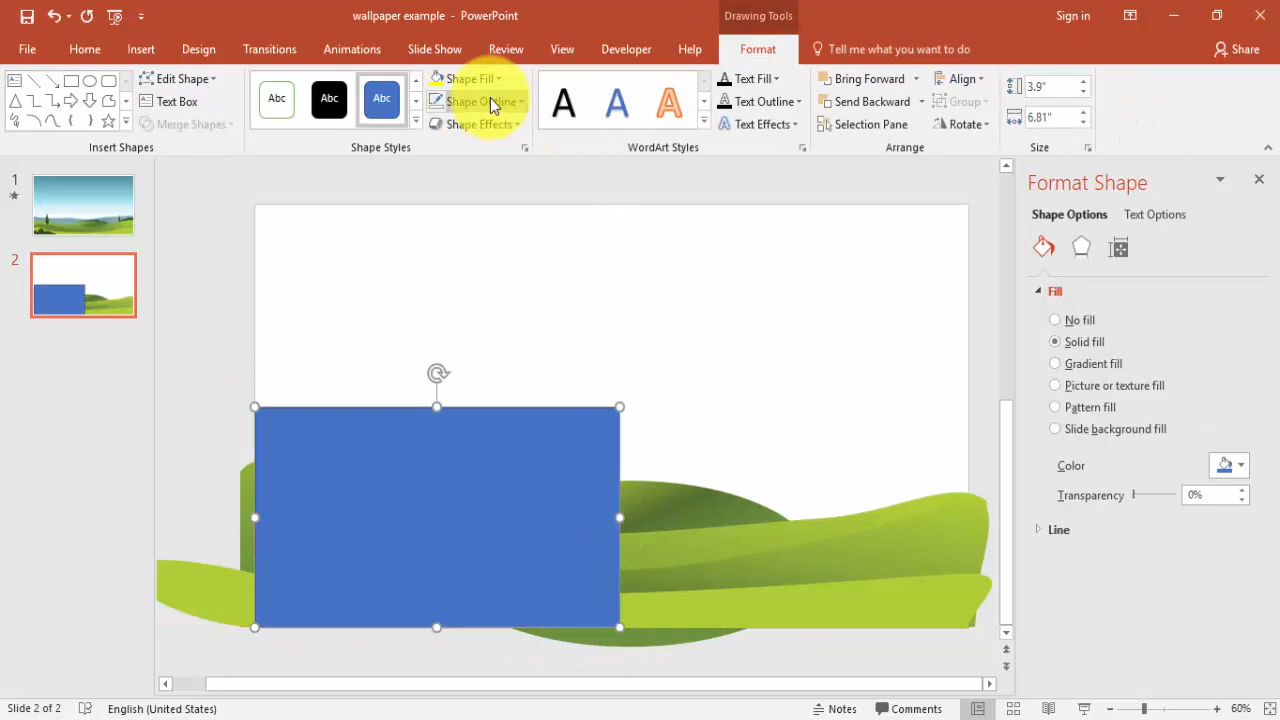 wallpaper example - PowerPoint
Drawing Tools
Sign in
File Home Insert Design Transitions Animations Slide Show Review View Developer Help Format Tell me what you want to do Share
Edit Shape
Text Box
Merge Shapes
Insert Shapes
Abc Abc Abc
Shape Fill
Shape Outline
Shape Effects
Shape Styles
A A A
Text Fill
Text Outline
Text Effects
WordArt Styles
Bring Forward
Send Backward
Selection Pane
Align
Group
Rotate
Arrange
3.9"
6.81"
Size
1
2
Format Shape
Shape Options Text Options
Fill
No fill
Solid fill
Gradient fill
Picture or texture fill
Pattern fill
Slide background fill
Color
Transparency 0%
Line
Slide 2 of 2 English (United States) Notes Comments 60%